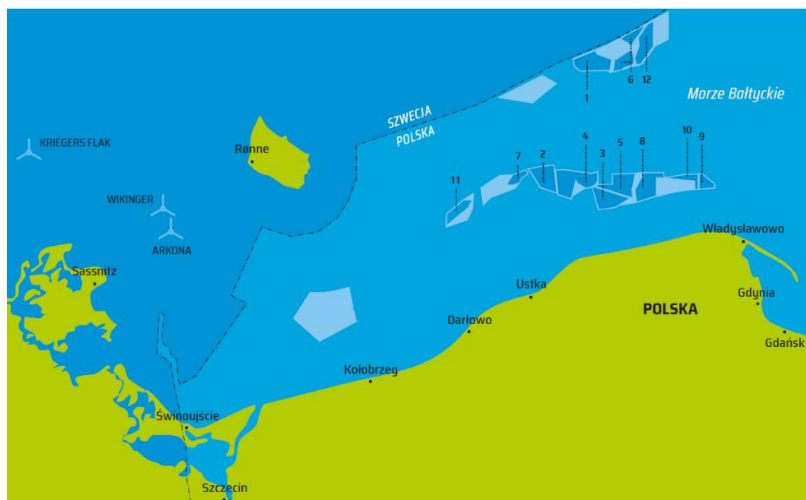 6
12
1
Morze Bałtyckie
SZWECJA
POLSKA
KRIEGERS FLAK
Rønne
4
5
8
10
9
7
2
3
11
WIKINGER
ARKONA
Władysławowo
Sassnitz
Ustka
Gdynia
POLSKA
Darłowo
Gdańsk
Kołobrzeg
Świnoujście
Szczecin